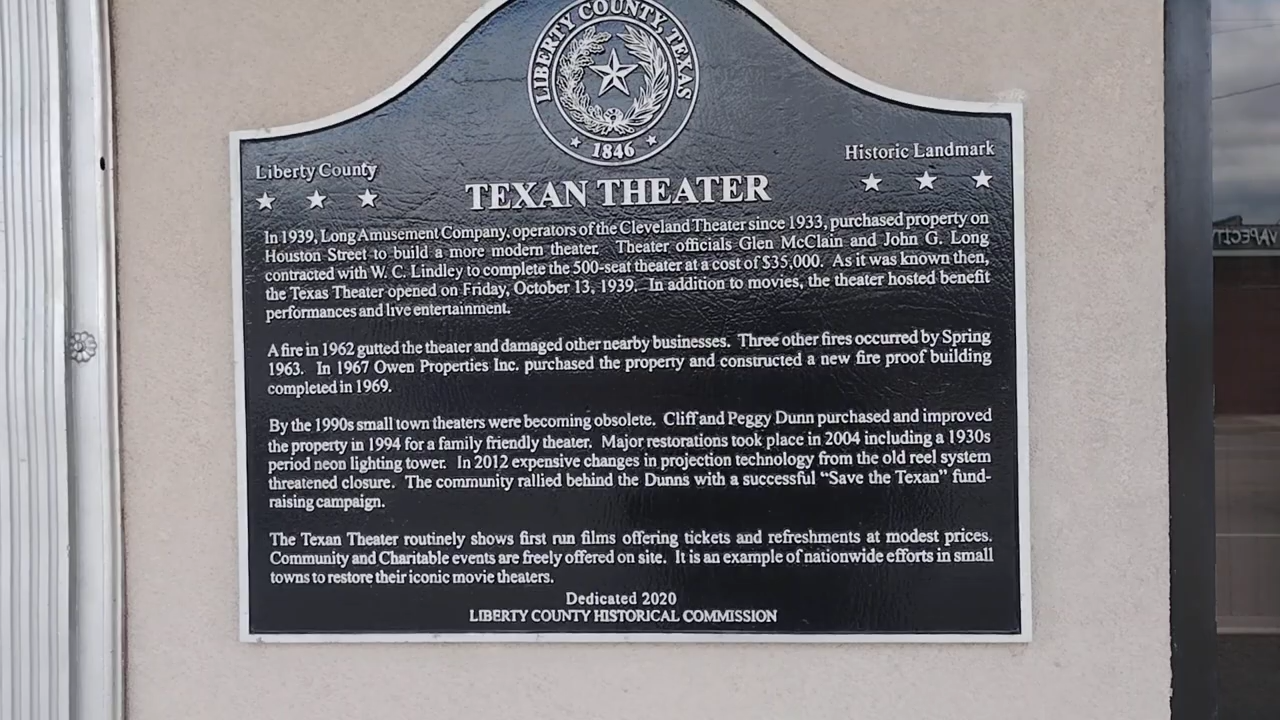 LIBERTY COUNTY, TEXAS
1846
Liberty County
Historic Landmark
TEXAN THEATER
In 1939, Long Amusement Company, operators of the Cleveland Theater since 1933, purchased property on
Houston Street to build a more modern theater. Theater officials Glen McClain and John G. Long
contracted with W. C. Lindley to complete the 500-seat theater at a cost of $35,000. As it was known then,
the Texas Theater opened on Friday, October 13, 1939. In addition to movies, the theater hosted benefit
performances and live entertainment.
A fire in 1962 gutted the theater and damaged other nearby businesses. Three other fires occurred by Spring
1963. In 1967 Owen Properties Inc. purchased the property and constructed a new fire proof building
completed in 1969.
By the 1990s small town theaters were becoming obsolete. Cliff and Peggy Dunn purchased and improved
the property in 1994 for a family friendly theater. Major restorations took place in 2004 including a 1930s
period neon lighting tower. In 2012 expensive changes in projection technology from the old reel system
threatened closure. The community rallied behind the Dunns with a successful “Save the Texan” fund-
raising campaign.
The Texan Theater routinely shows first run films offering tickets and refreshments at modest prices.
Community and Charitable events are freely offered on site. It is an example of nationwide efforts in small
towns to restore their iconic movie theaters.
Dedicated 2020
LIBERTY COUNTY HISTORICAL COMMISSION